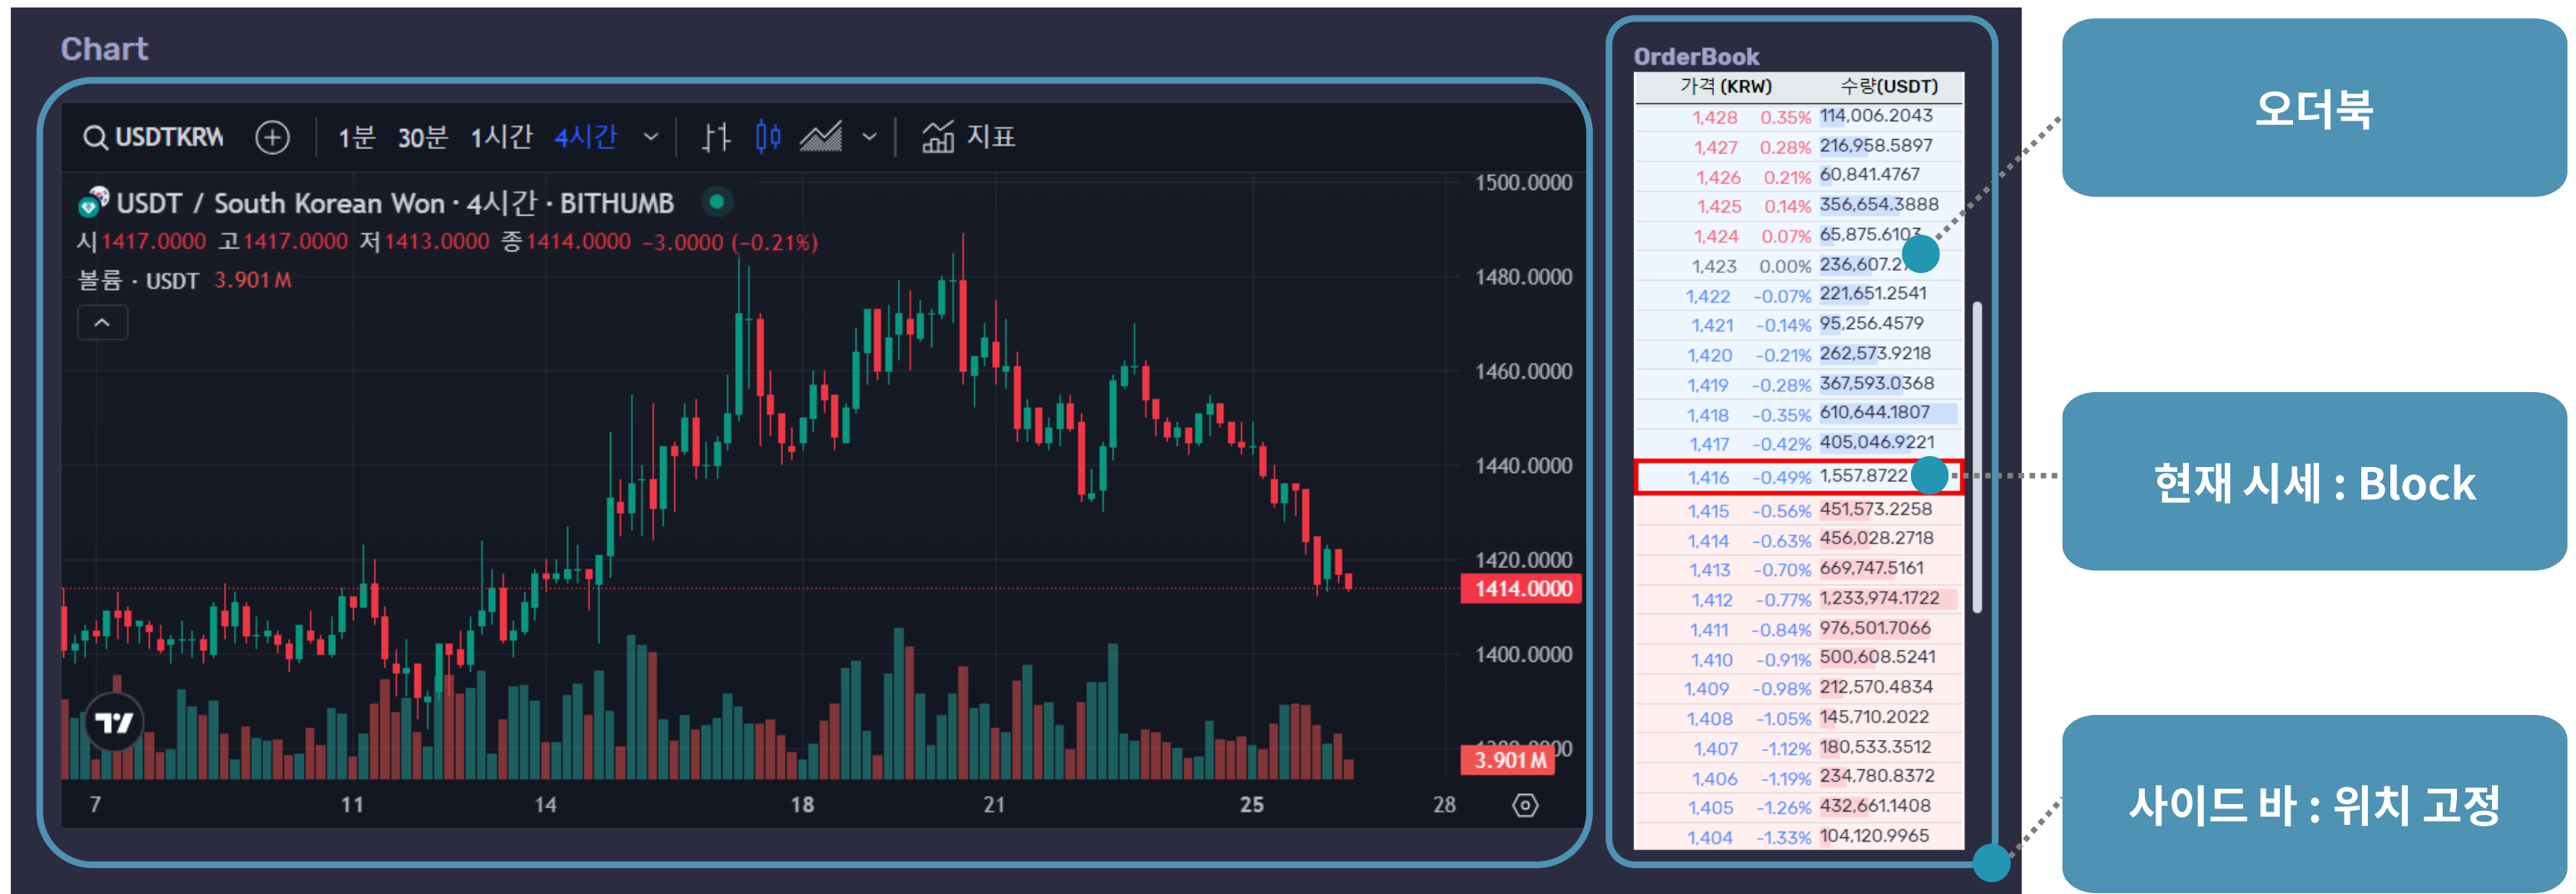 Chart
USDTKRW 1분 30분 1시간 4시간 지표
USDT / South Korean Won · 4시간 · BITHUMB
시1417.0000 고1417.0000 저1413.0000 종1414.0000 −3.0000 (−0.21%)
볼륨 · USDT 3.901 M
1500.0000
1480.0000
1460.0000
1440.0000
1420.0000
1414.0000
1400.0000
3.901 M
7 11 14 18 21 25 28
OrderBook
가격 (KRW) 수량(USDT)
1,428 0.35% 114,006.2043
1,427 0.28% 216,958.5897
1,426 0.21% 60,841.4767
1,425 0.14% 356,654.3888
1,424 0.07% 65,875.6103
1,423 0.00%
1,422 -0.07% 221,651.2541
1,421 -0.14% 95,256.4579
1,420 -0.21% 262,573.9218
1,419 -0.28% 367,593.0368
1,418 -0.35% 610,644.1807
1,417 -0.42% 405,046.9221
1,416 -0.49% 1,557.8722
1,415 -0.56% 451,573.2258
1,414 -0.63% 456,028.2718
1,413 -0.70% 669,747.5161
1,412 -0.77% 1,233,974.1722
1,411 -0.84% 976,501.7066
1,410 -0.91% 500,608.5241
1,409 -0.98% 212,570.4834
1,408 -1.05% 145,710.2022
1,407 -1.12% 180,533.3512
1,406 -1.19% 234,780.8372
1,405 -1.26% 432,661.1408
1,404 -1.33% 104,120.9965
오더북
현재 시세 : Block
사이드 바 : 위치 고정